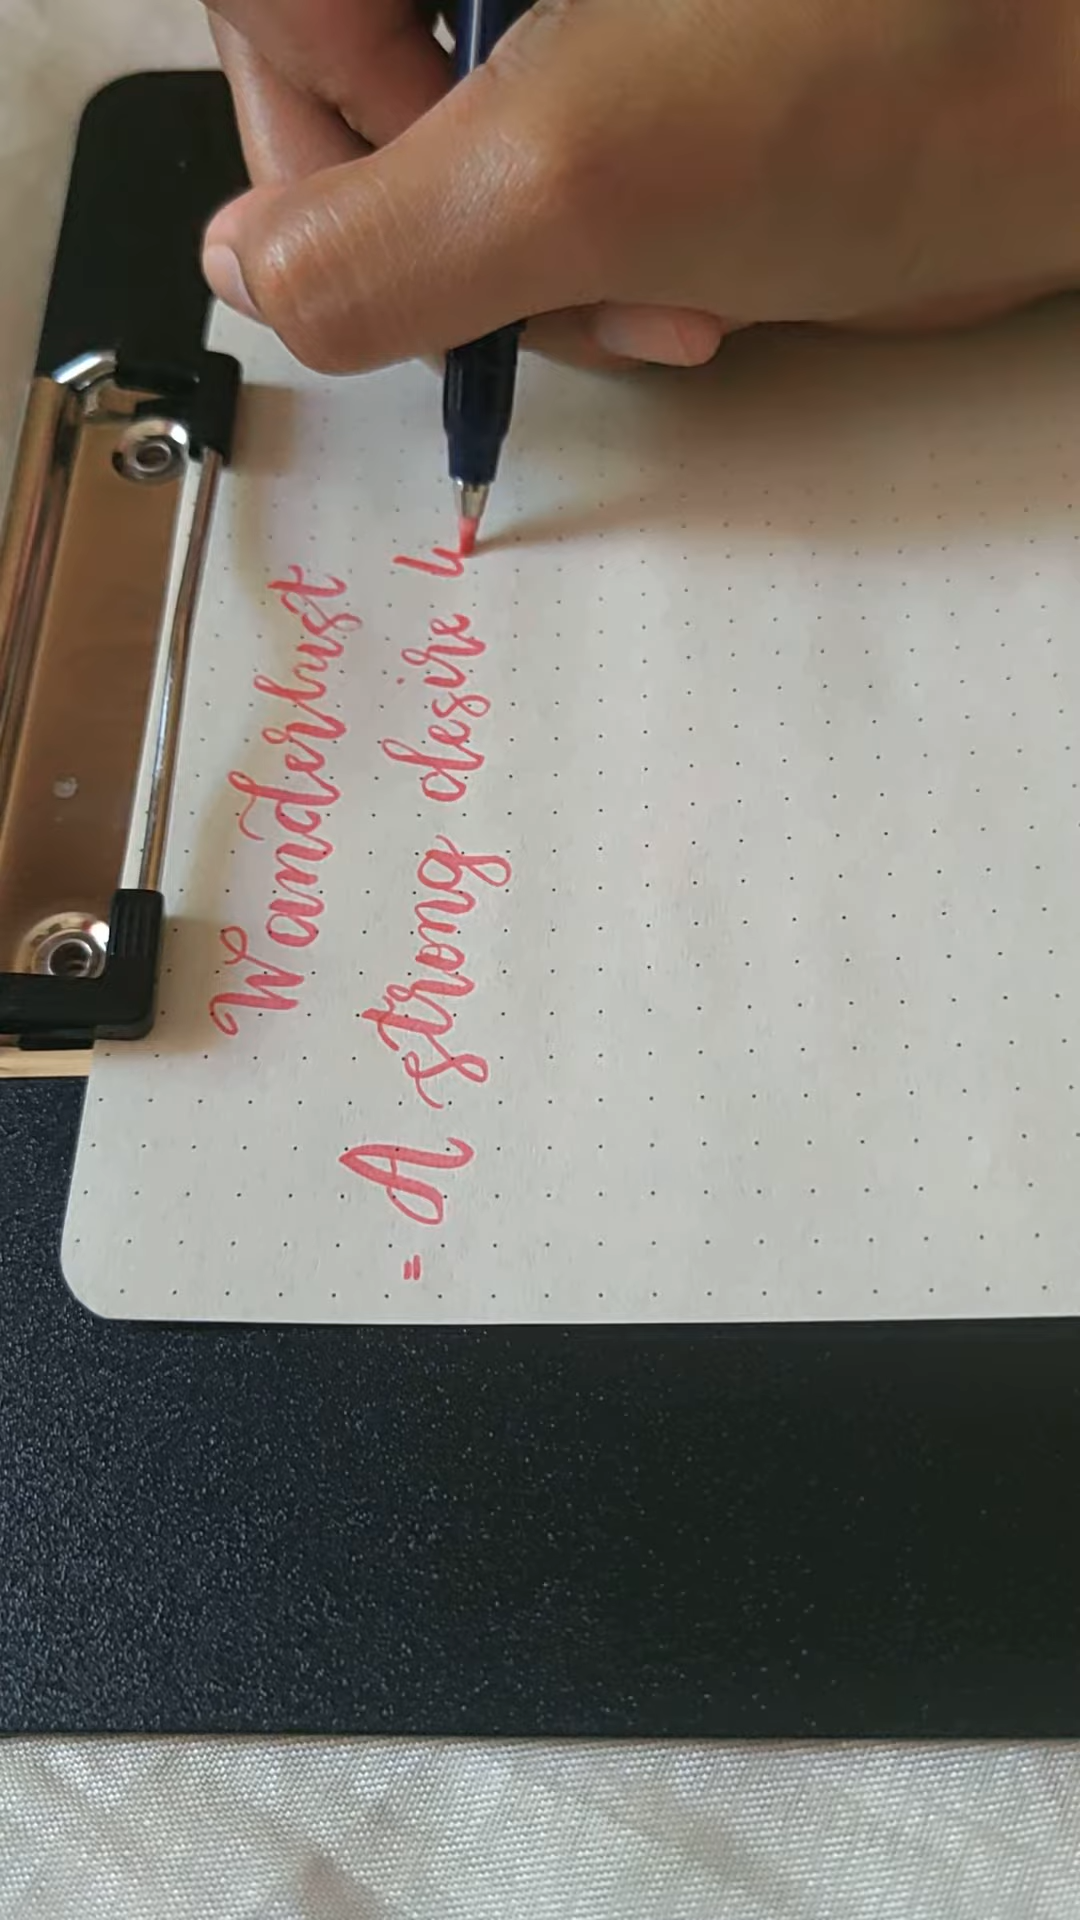 Wanderlust
= A strong desire t